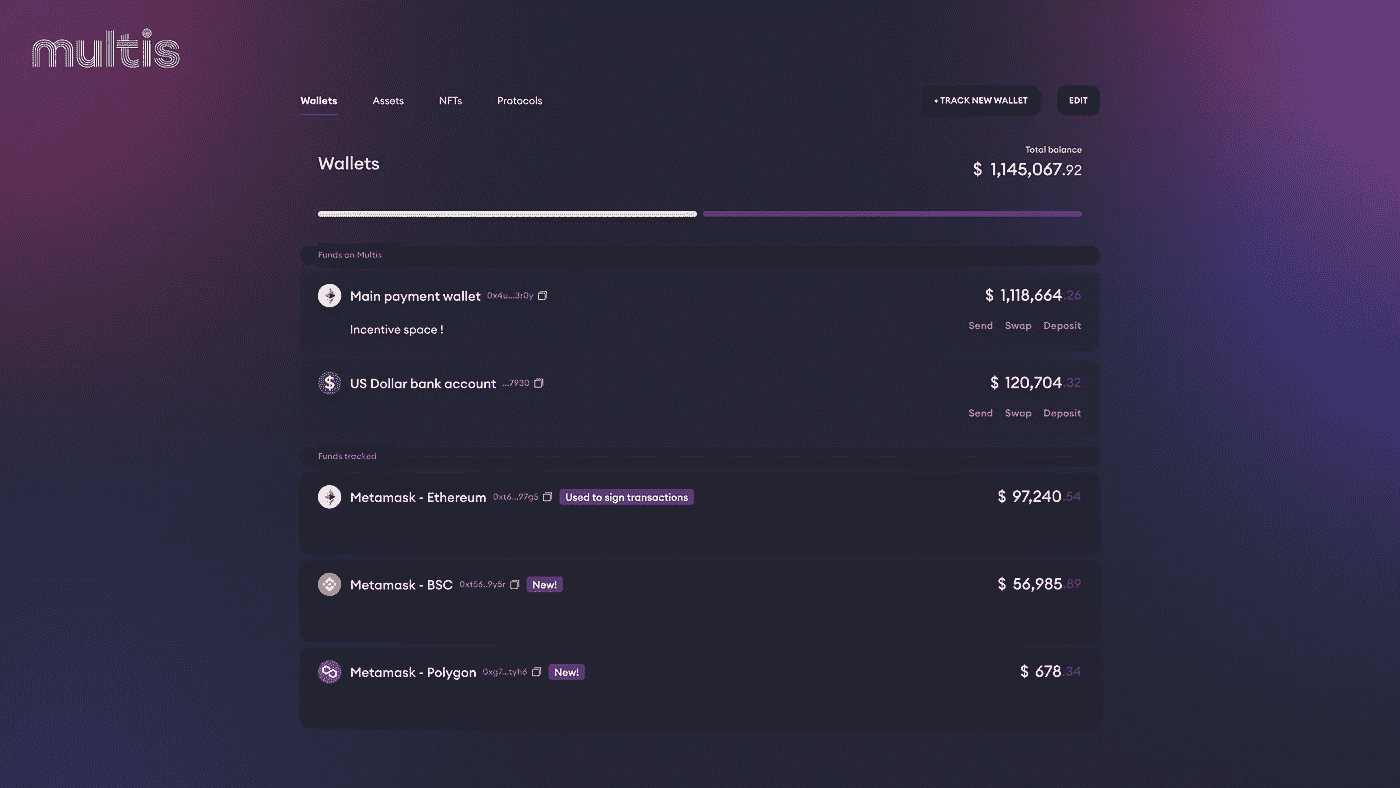 multis
Wallets Assets NFTs Protocols + TRACK NEW WALLET EDIT
Total balance
Wallets $ 1,145,067.92
Funds on Multis
Main payment wallet 0x4u...3r0y $ 1,118,664.26
Incentive space ! Send Swap Deposit
$ US Dollar bank account ...7930 $ 120,704.32
Send Swap Deposit
Funds tracked
Metamask - Ethereum 0xt6...97g5 Used to sign transactions $ 97,240.54
Metamask - BSC 0xt56..9y5r New! $ 56,985.89
Metamask - Polygon 0xg7...tyh6 New! $ 678.34